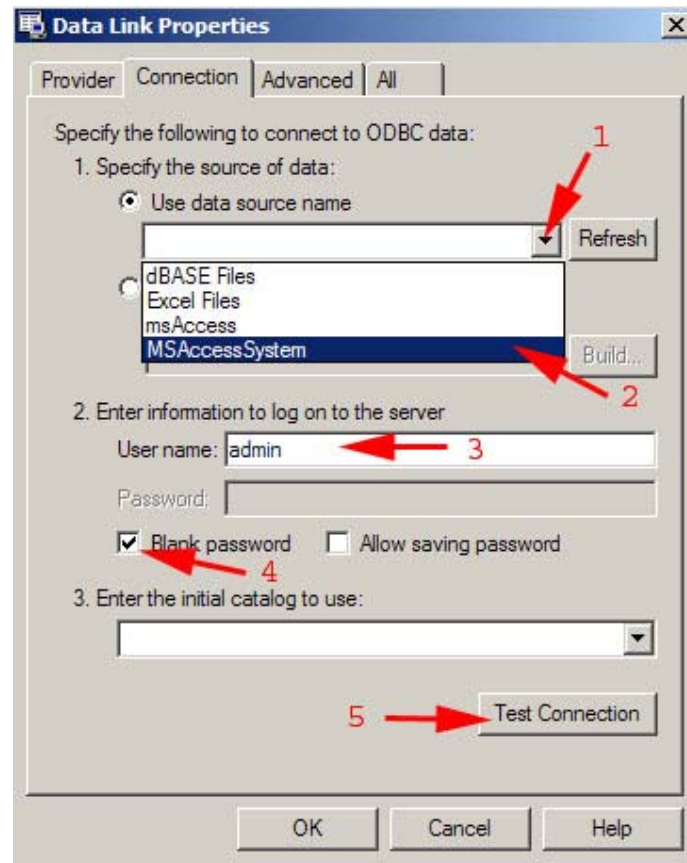 Data Link Properties
Provider Connection Advanced All
Specify the following to connect to ODBC data:
1
1. Specify the source of data:
Use data source name
Refresh
dBASE Files
Excel Files
msAccess
MSAccessSystem
Build...
2
2. Enter information to log on to the server
User name: admin
3
Password:
Blank password Allow saving password
4
3. Enter the initial catalog to use:
5
Test Connection
OK Cancel Help